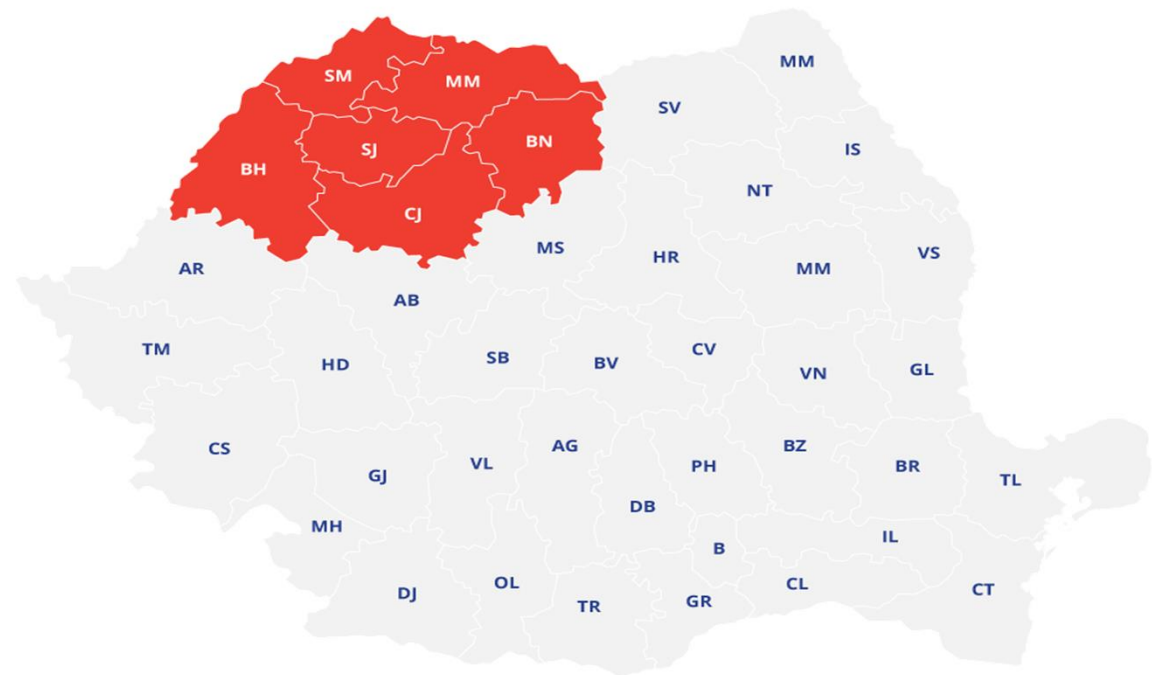 MM
SM
MM
SV
BN
SJ
IS
BH
NT
CJ
MS
VS
HR
AR
MM
AB
TM
CV
SB
BV
HD
GL
VN
AG
BZ
CS
VL
PH
BR
GJ
TL
DB
MH
IL
B
OL
CL
CT
DJ
GR
TR